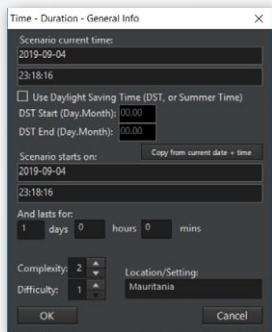 Time - Duration - General Info
Scenario current time:
2019-09-04
23:18:16
Use Daylight Saving Time (DST, or Summer Time)
DST Start (Day.Month): 00.00
DST End (Day.Month): 00.00
Scenario starts on: Copy from current date + time
2019-09-04
23:18:16
And lasts for:
1 days 0 hours 0 mins
Complexity: 2 Location/Setting:
Difficulty: 1 Mauritania
OK Cancel